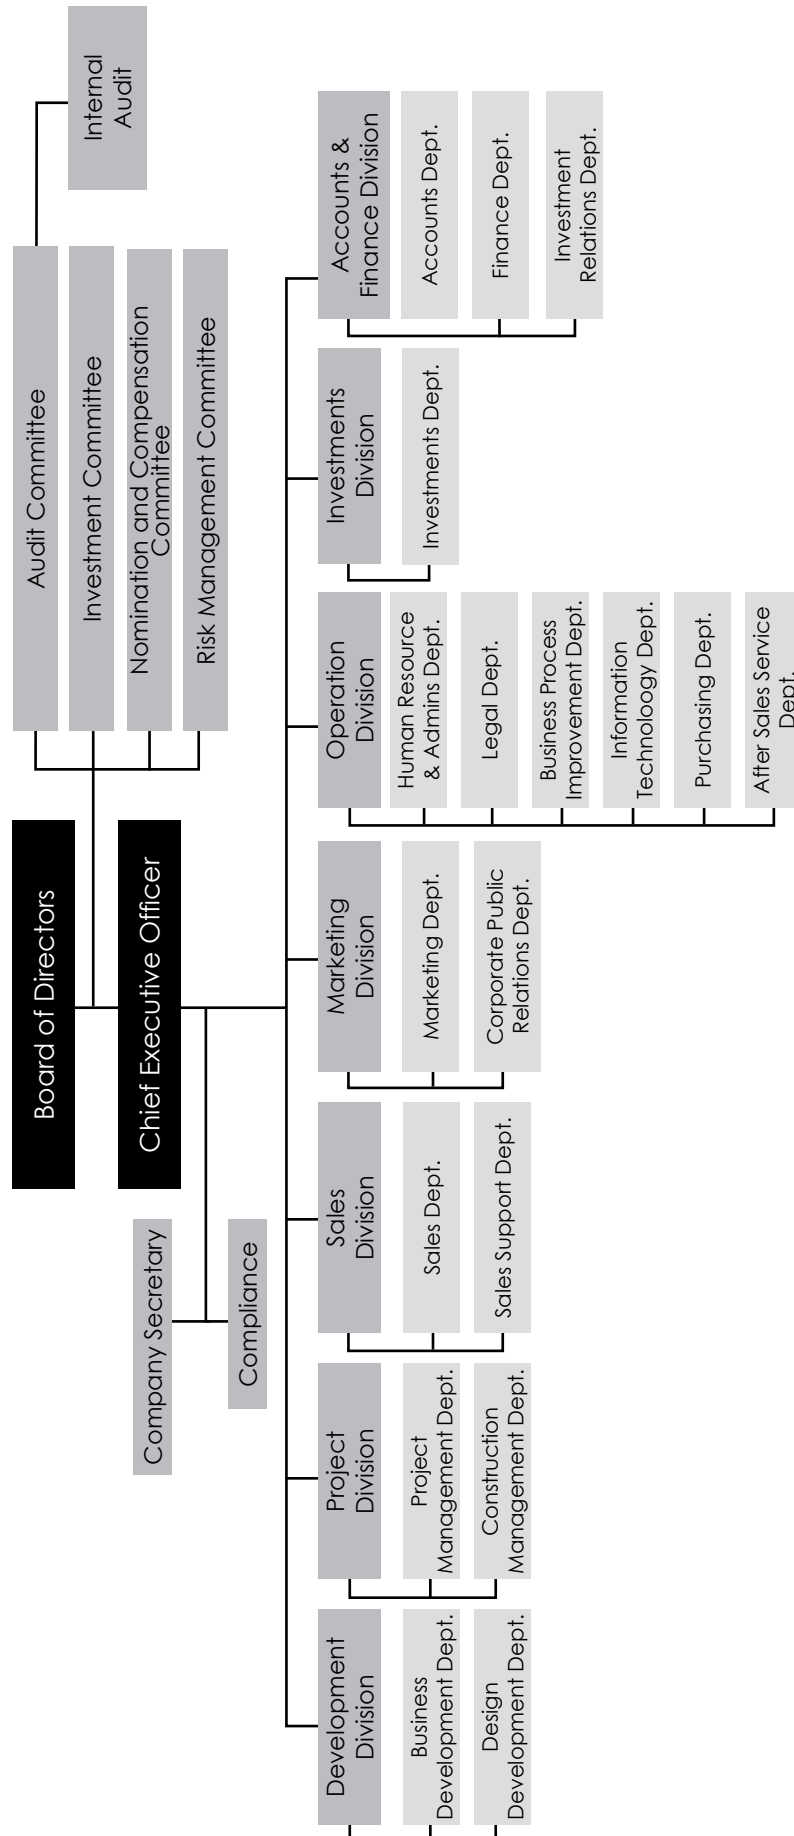 Board of Directors
Chief Executive Officer
Audit Committee
Investment Committee
Nomination and Compensation
Committee
Risk Management Committee
Internal
Audit
Company Secretary
Compliance
Development
Division
Business
Development Dept.
Design
Development Dept.
Project
Division
Project
Management Dept.
Construction
Management Dept.
Sales
Division
Sales Dept.
Sales Support Dept.
Marketing
Division
Marketing Dept.
Corporate Public
Relations Dept.
Operation
Division
Human Resource
& Admins Dept.
Legal Dept.
Business Process
Improvement Dept.
Information
Technoloogy Dept.
Purchasing Dept.
After Sales Service
Dept.
Investments
Division
Investments Dept.
Accounts &
Finance Division
Accounts Dept.
Finance Dept.
Investment
Relations Dept.